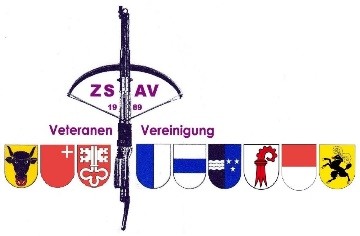 ZS AV
19 89
Veteranen Vereinigung